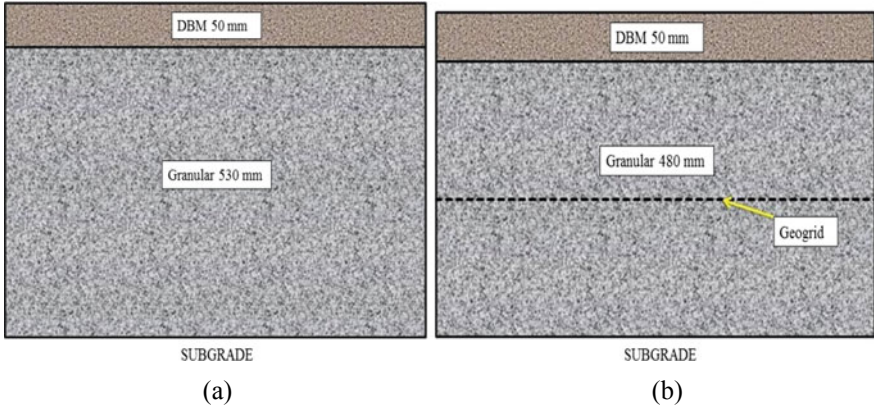 DBM 50 mm
Granular 530 mm
SUBGRADE
(a)
DBM 50 mm
Granular 480 mm
Geogrid
SUBGRADE
(b)